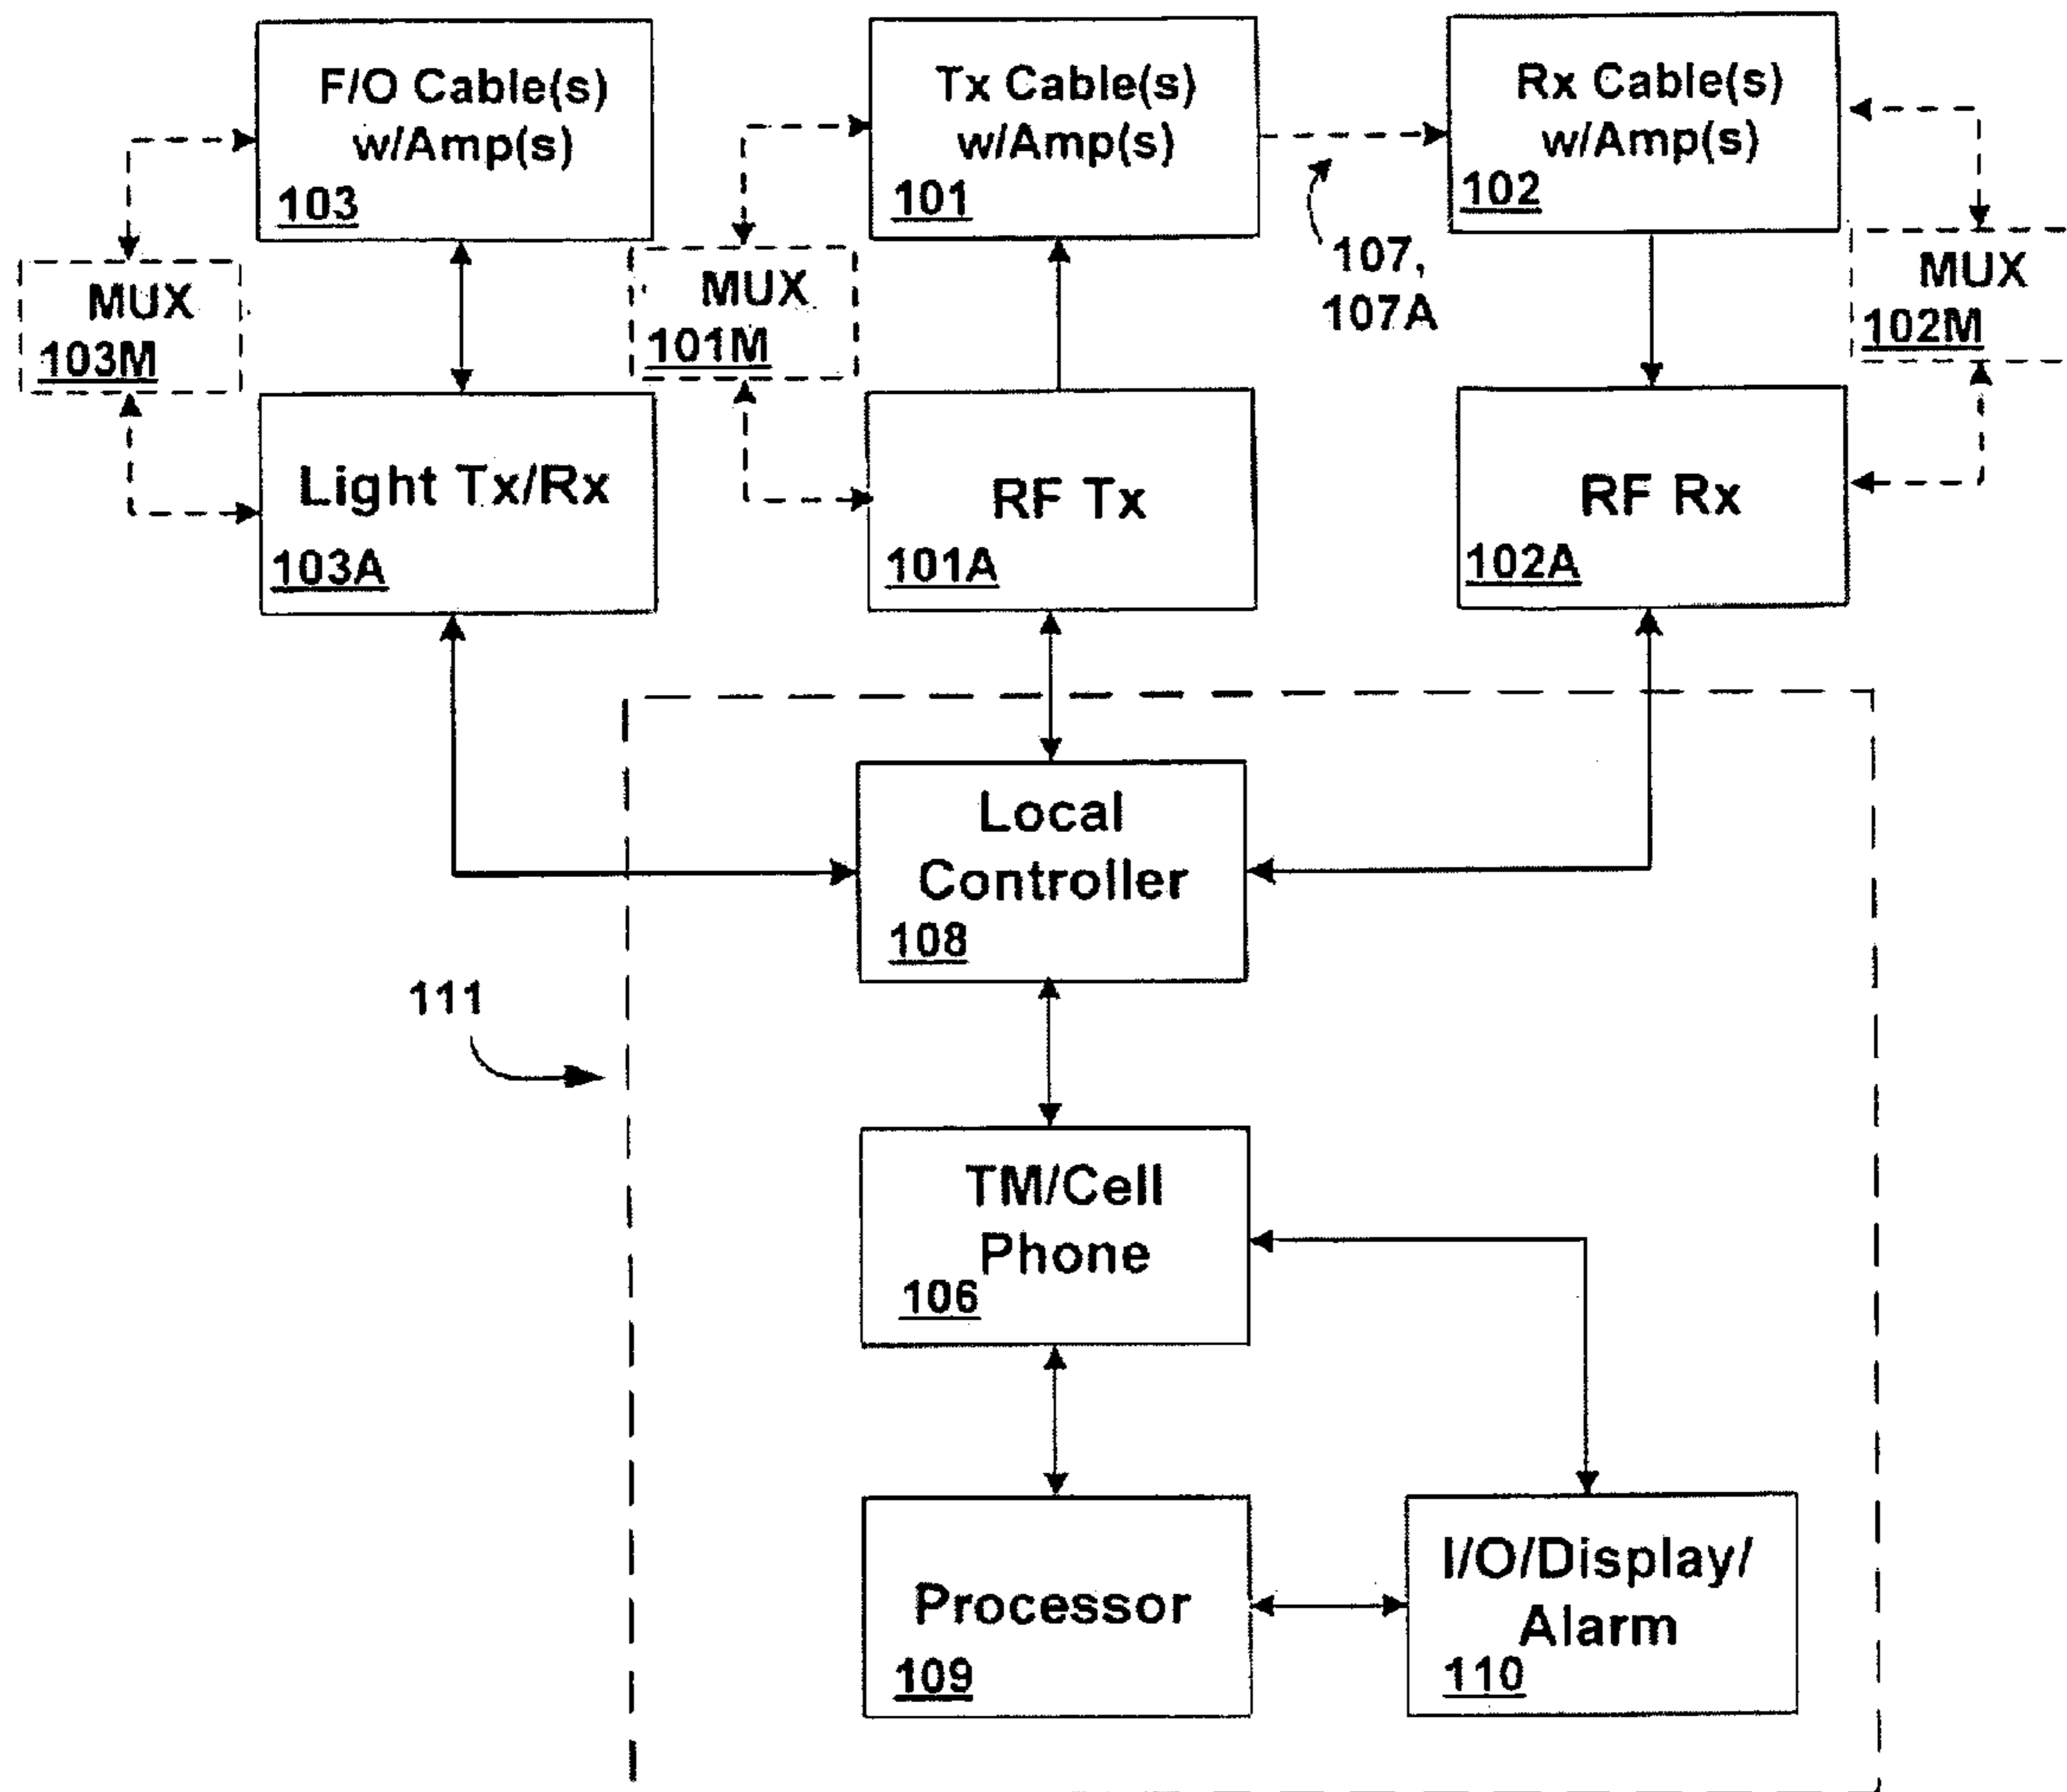 F/O Cable(s)
w/Amp(s)
103
Tx Cable(s)
w/Amp(s)
101
Rx Cable(s)
w/Amp(s)
102
107,
107A
MUX
103M
MUX
101M
MUX
102M
Light Tx/Rx
103A
RF Tx
101A
RF Rx
102A
Local
Controller
108
111
TM/Cell
Phone
106
Processor
109
I/O/Display/
Alarm
110